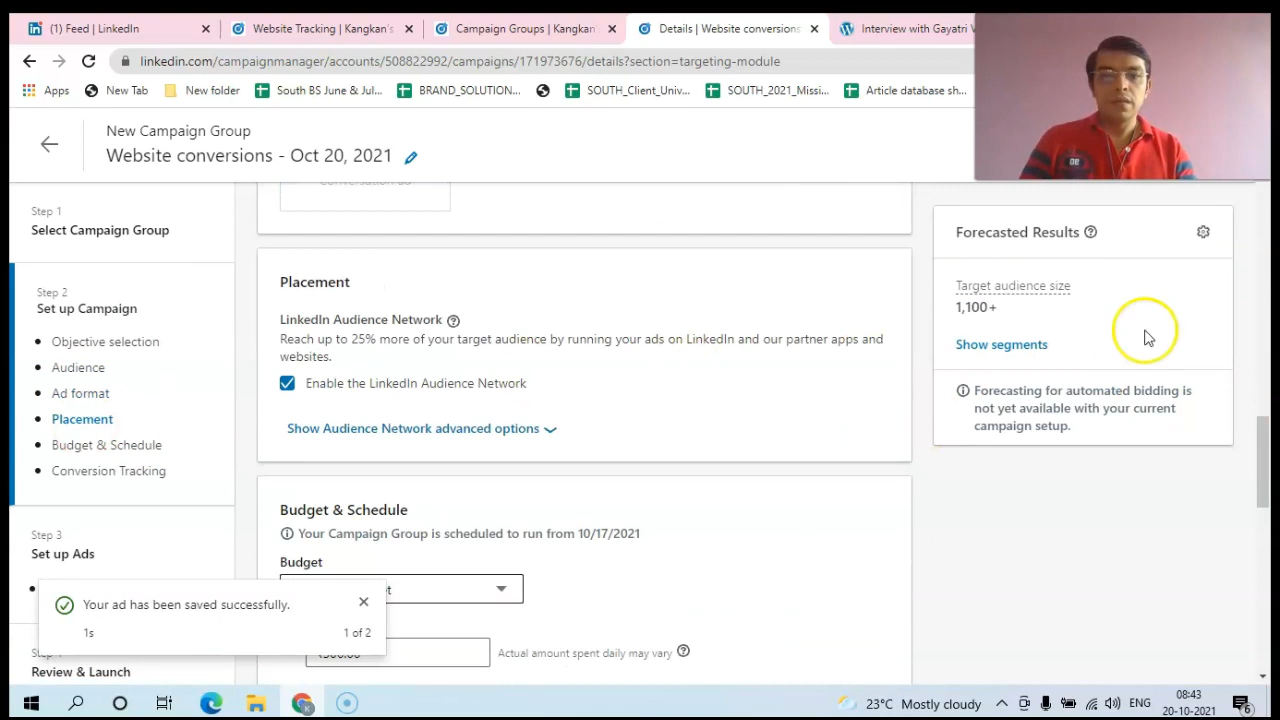 (1) Feed | LinkedIn
Website Tracking | Kangkan's
Campaign Groups | Kangkan
Details | Website conversions
Interview with Gayatri V
linkedin.com/campaignmanager/accounts/508822992/campaigns/171973676/details?section=targeting-module
Apps
New Tab
New folder
South BS June & Jul...
BRAND_SOLUTION...
SOUTH_Client_Univ...
SOUTH_2021_Missi...
Article database sh...
New Campaign Group
Website conversions - Oct 20, 2021
Step 1
Select Campaign Group
Step 2
Set up Campaign
Objective selection
Audience
Ad format
Placement
Budget & Schedule
Conversion Tracking
Step 3
Set up Ads
Review & Launch
Conversation ad
Placement
LinkedIn Audience Network
Reach up to 25% more of your target audience by running your ads on LinkedIn and our partner apps and
websites.
Enable the LinkedIn Audience Network
Show Audience Network advanced options
Budget & Schedule
Your Campaign Group is scheduled to run from 10/17/2021
Budget
Actual amount spent daily may vary
Forecasted Results
Target audience size
1,100+
Show segments
Forecasting for automated bidding is
not yet available with your current
campaign setup.
Your ad has been saved successfully.
1s
1 of 2
23°C Mostly cloudy
ENG
08:43
20-10-2021
6